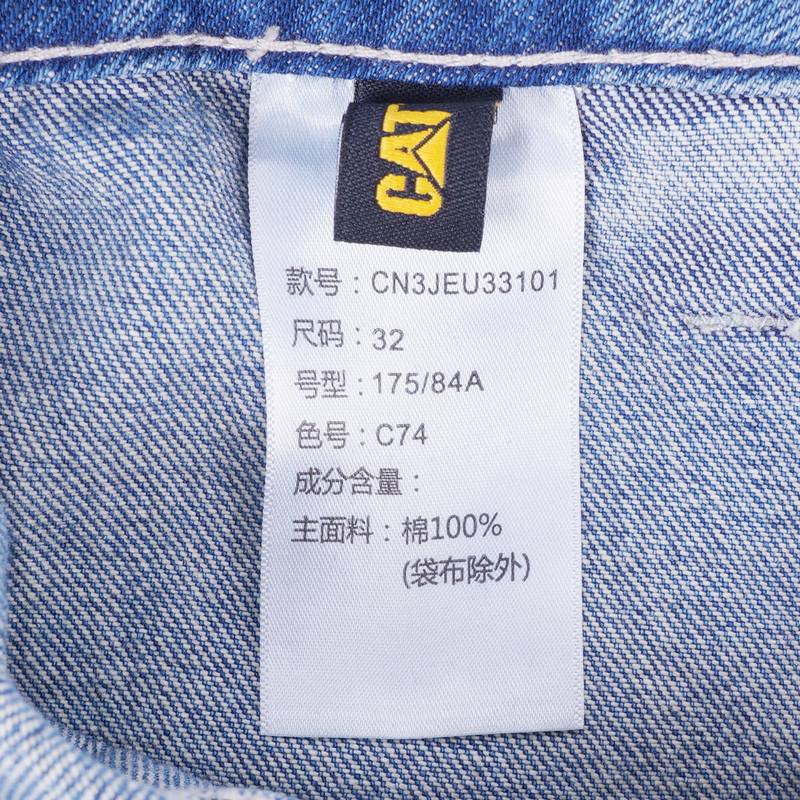 CAT
款号：CN3JEU33101
尺码：32
号型：175/84A
色号：C74
成分含量：
主面料：棉100%
(袋布除外)